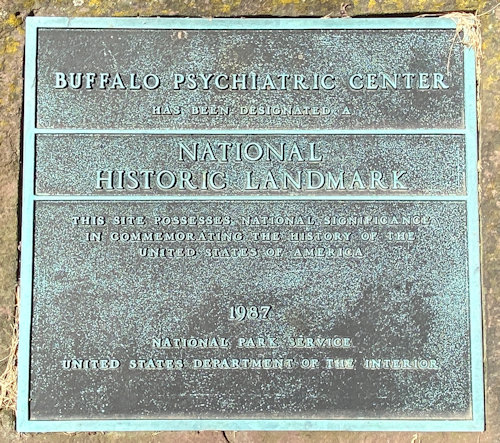 BUFFALO PSYCHIATRIC CENTER
HAS BEEN DESIGNATED A
NATIONAL
HISTORIC LANDMARK
THIS SITE POSSESSES NATIONAL SIGNIFICANCE
IN COMMEMORATING THE HISTORY OF THE
UNITED STATES OF AMERICA
1987
NATIONAL PARK SERVICE
UNITED STATES DEPARTMENT OF THE INTERIOR